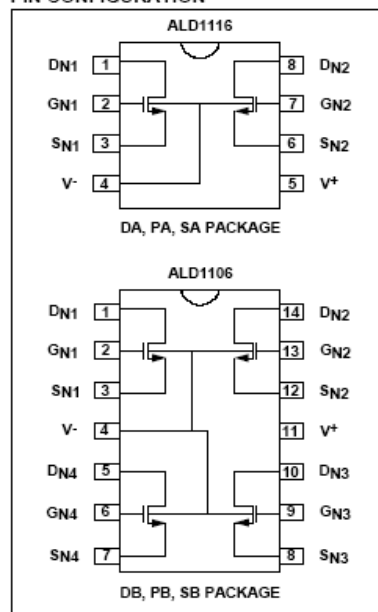 ALD1116
DN1 1 8 DN2
GN1 2 7 GN2
SN1 3 6 SN2
V- 4 5 V+
DA, PA, SA PACKAGE
ALD1106
DN1 1 14 DN2
GN1 2 13 GN2
SN1 3 12 SN2
V- 4 11 V+
DN4 5 10 DN3
GN4 6 9 GN3
SN4 7 8 SN3
DB, PB, SB PACKAGE